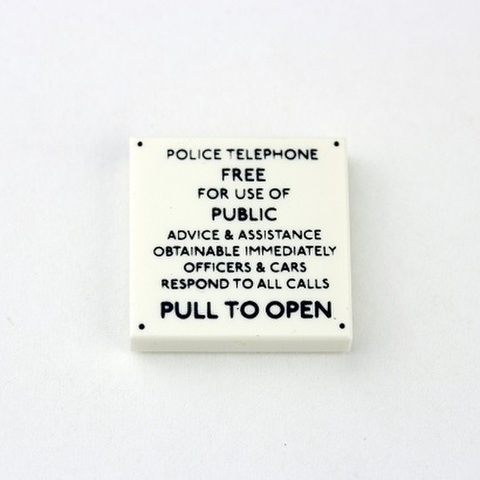 POLICE TELEPHONE
FREE
FOR USE OF
PUBLIC
ADVICE & ASSISTANCE
OBTAINABLE IMMEDIATELY
OFFICERS & CARS
RESPOND TO ALL CALLS
PULL TO OPEN